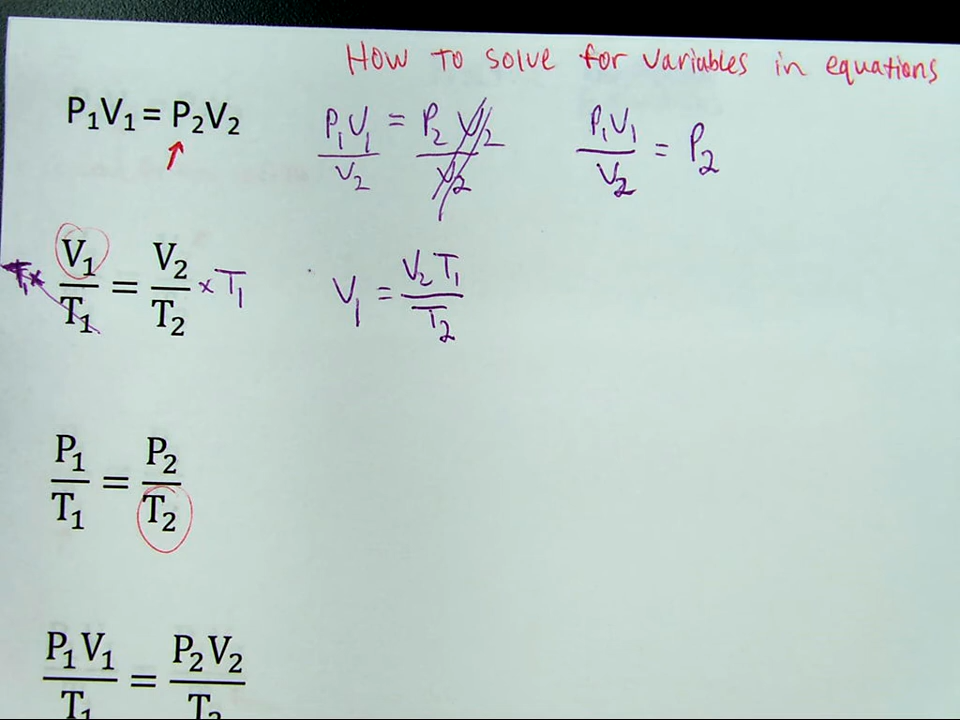 How to solve for variables in equations
P₁V₁ = P₂V₂
P₁V₁/V₂ = P₂V₂/V₂
P₁V₁/V₂ = P₂
T₁× V₁/T₁ = V₂/T₂ × T₁
V₁ = V₂T₁/T₂
P₁/T₁ = P₂/T₂
P₁V₁/T₁ = P₂V₂/T₂